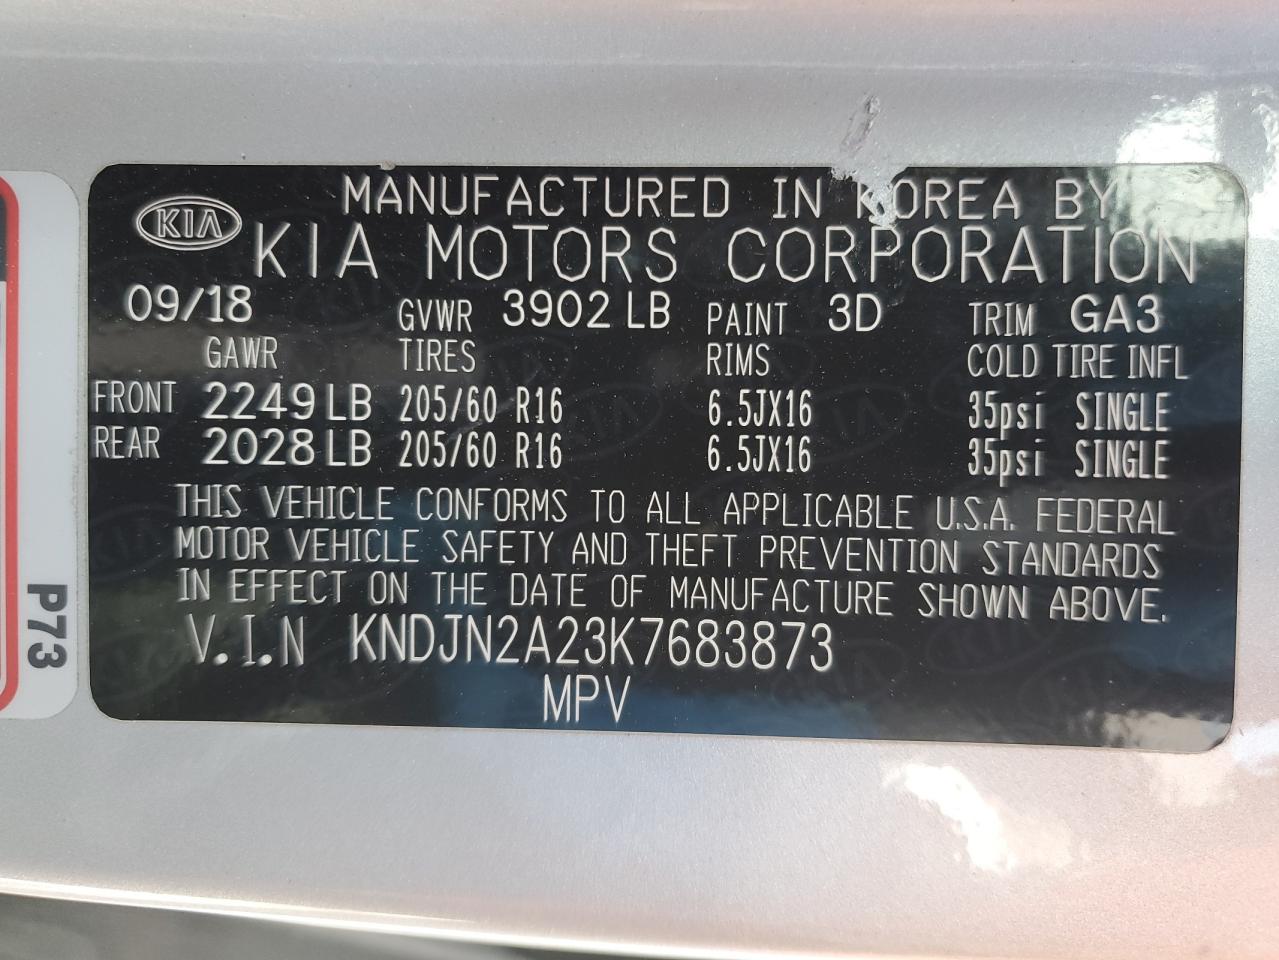 KIA MANUFACTURED IN KOREA BY
KIA MOTORS CORPORATION
09/18 GVWR 3902 LB PAINT 3D TRIM GA3
GAWR TIRES RIMS COLD TIRE INFL
FRONT 2249 LB 205/60 R16 6.5JX16 35psi SINGLE
REAR 2028 LB 205/60 R16 6.5JX16 35psi SINGLE
THIS VEHICLE CONFORMS TO ALL APPLICABLE U.S.A. FEDERAL
MOTOR VEHICLE SAFETY AND THEFT PREVENTION STANDARDS
IN EFFECT ON THE DATE OF MANUFACTURE SHOWN ABOVE.
V.I.N KNDJN2A23K7683873
MPV
P73